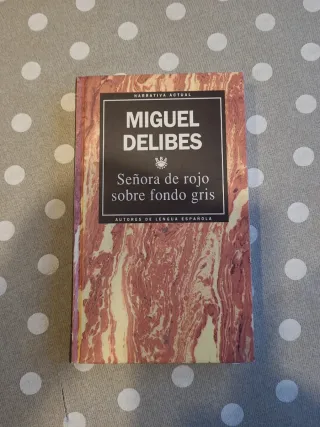 NARRATIVA ACTUAL
MIGUEL
DELIBES
Señora de rojo
sobre fondo gris
AUTORES DE LENGUA ESPAÑOLA